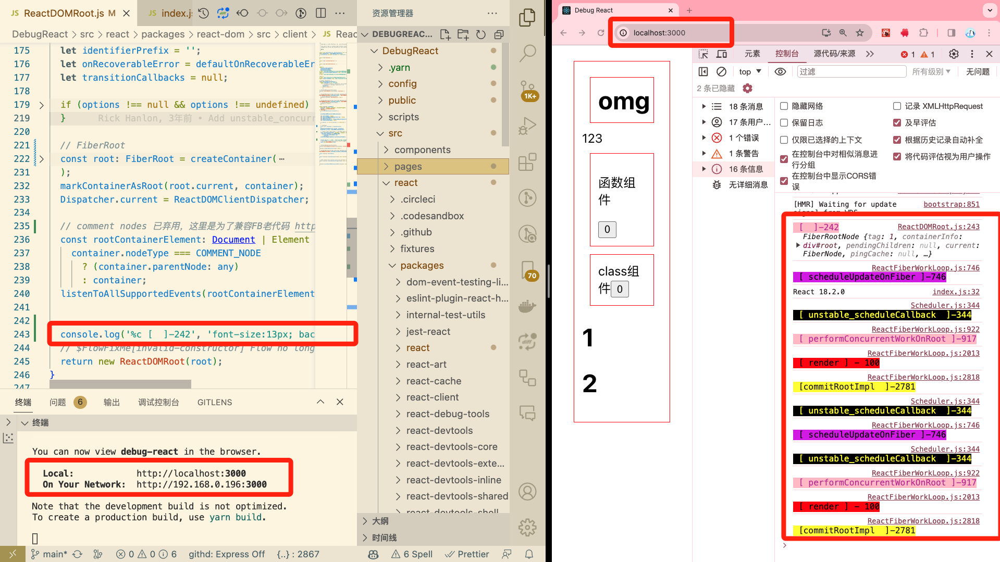 JS ReactDOMRoot.js M
JS index.js
DebugReact > src > react > packages > react-dom > src > client > JS Reac
175 let identifierPrefix = '';
176 let onRecoverableError = defaultOnRecoverableEr
177 let transitionCallbacks = null;
178
179 if (options !== null && options !== undefined)
219 } Rick Hanlon, 3年前 • Add unstable_concurr
220
221 // FiberRoot
222 const root: FiberRoot = createContainer( ⋯
231 );
232 markContainerAsRoot(root.current, container);
233 Dispatcher.current = ReactDOMClientDispatcher;
234
235 // comment nodes 已弃用, 这里是为了兼容FB老代码 http
236 const rootContainerElement: Document | Element
237 container.nodeType === COMMENT_NODE
238 ? (container.parentNode: any)
239 : container;
240 listenToAllSupportedEvents(rootContainerElement
241
242
243 console.log('%c [  ]-242', 'font-size:13px; bac
244 // $FlowFixMe[invalid-constructor] Flow no long
245 return new ReactDOMRoot(root);
246 }
247
终端 问题 6 输出 调试控制台 GITLENS
终端
You can now view debug-react in the browser.
Local: http://localhost:3000
On Your Network: http://192.168.0.196:3000
Note that the development build is not optimized.
To create a production build, use yarn build.
main* 0 0 6 githd: Express Off {..} : 2867 6 Spell Prettier
资源管理器
DEBUGREAC...
DebugReact
.yarn
config
public
scripts
src
components
pages
react
.circleci
.codesandbox
.github
fixtures
packages
dom-event-testing-li...
eslint-plugin-react-h...
internal-test-utils
jest-react
react
react-art
react-cache
react-client
react-debug-tools
react-devtools
react-devtools-core
react-devtools-exte...
react-devtools-inline
react-devtools-shared
react-devtools-shell
大纲
时间线
1K+
diff
70
Debug React
localhost:3000
omg
123
函数组
件
0
class组
件 0
1
2
元素 控制台 源代码/来源 1 1
top 过滤 所有级别 无问题
2 条已隐藏
18 条消息
17 条用户...
1 个错误
1 条警告
16 条信息
无详细消息
隐藏网络 记录 XMLHttpRequest
保留日志 及早评估
仅限已选择的上下文 根据历史记录自动补全
在控制台中对相似消息进
行分组
将代码评估视为用户操作
在控制台中显示CORS错
误
[HMR] Waiting for update bootstrap:851
signal from WDS...
[  ]-242 ReactDOMRoot.js:243
FiberRootNode {tag: 1, containerInfo:
div#root, pendingChildren: null, current:
FiberNode, pingCache: null, …}
ReactFiberWorkLoop.js:746
[ scheduleUpdateOnFiber ]-746
React 18.2.0 index.js:32
Scheduler.js:344
[ unstable_scheduleCallback  ]-344
ReactFiberWorkLoop.js:922
[ performConcurrentWorkOnRoot ]-917
ReactFiberWorkLoop.js:2013
[ render ] - 100
ReactFiberWorkLoop.js:2818
[commitRootImpl  ]-2781
Scheduler.js:344
[ unstable_scheduleCallback  ]-344
ReactFiberWorkLoop.js:746
[ scheduleUpdateOnFiber ]-746
Scheduler.js:344
[ unstable_scheduleCallback  ]-344
ReactFiberWorkLoop.js:922
[ performConcurrentWorkOnRoot ]-917
ReactFiberWorkLoop.js:2013
[ render ] - 100
ReactFiberWorkLoop.js:2818
[commitRootImpl  ]-2781